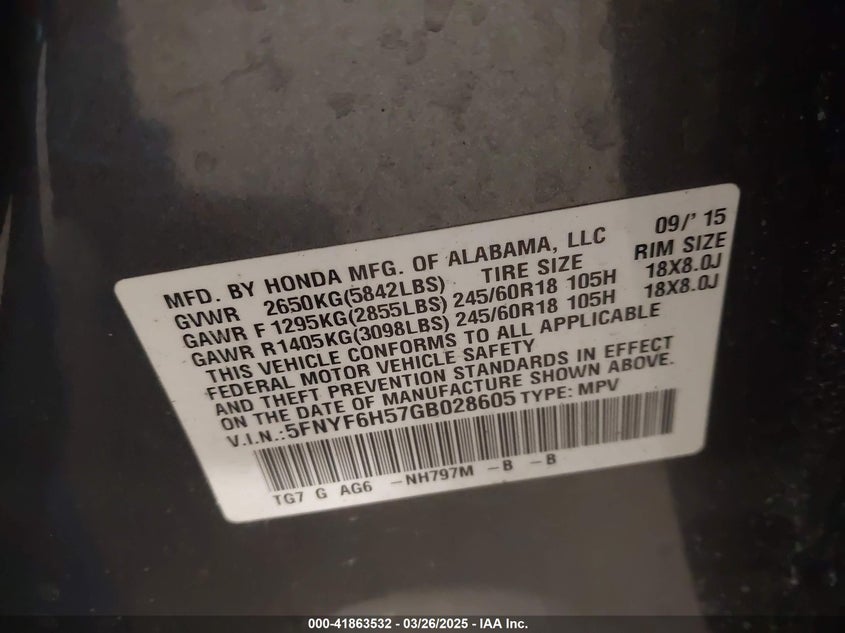 MFD. BY HONDA MFG. OF ALABAMA, LLC 09/' 15
GVWR 2650KG(5842LBS) TIRE SIZE RIM SIZE
GAWR F 1295KG(2855LBS) 245/60R18 105H 18X8.0J
GAWR R1405KG(3098LBS) 245/60R18 105H 18X8.0J
THIS VEHICLE CONFORMS TO ALL APPLICABLE
FEDERAL MOTOR VEHICLE SAFETY
AND THEFT PREVENTION STANDARDS IN EFFECT
ON THE DATE OF MANUFACTURE SHOWN ABOVE.
V.I.N.:5FNYF6H57GB028605 TYPE: MPV
TG7 G AG6 -NH797M -B -B
000-41863532 - 03/26/2025 - IAA Inc.